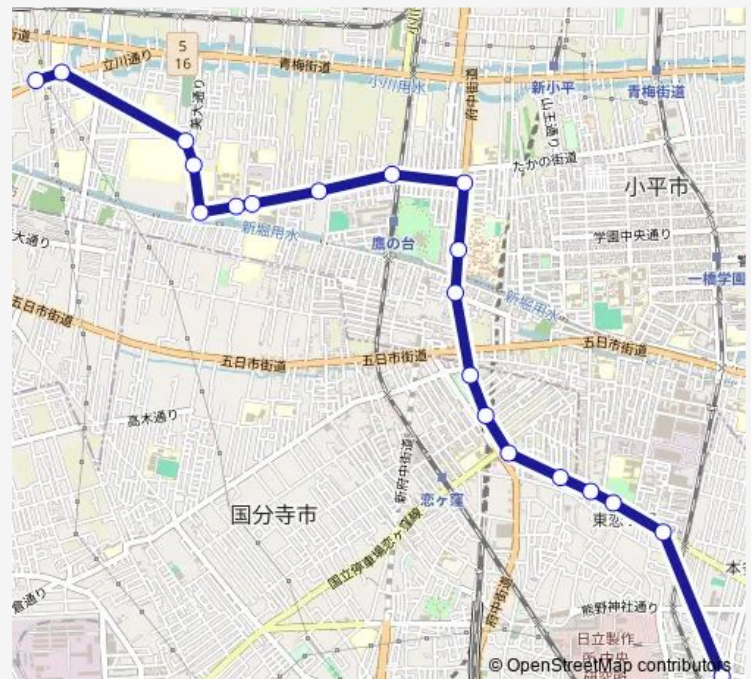 街道
立川通り
5
16
青梅街道
小川用水
府中街道
新小平
青梅街道
山王通り
たかの街道
小平市
大通り
新堀用水
鷹の台
学園中央通り
一橋学園
新堀用水
五日市街道
五日市街道
五日市街道
五日市街道
高木通り
新府中街道
恋ヶ窪
国分寺市
国立停車場恋ヶ窪線
東恋
倉通り
府中街道
熊野神社通り
日立製作
© OpenStreetMap contributors